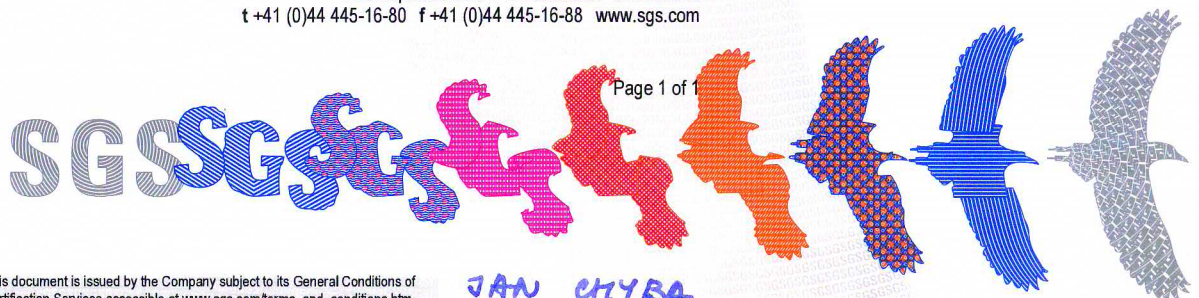 t +41 (0)44 445-16-80 f +41 (0)44 445-16-88 www.sgs.com
Page 1 of 1
SGS SGS SGS
is document is issued by the Company subject to its General Conditions of
JAN CHYBA